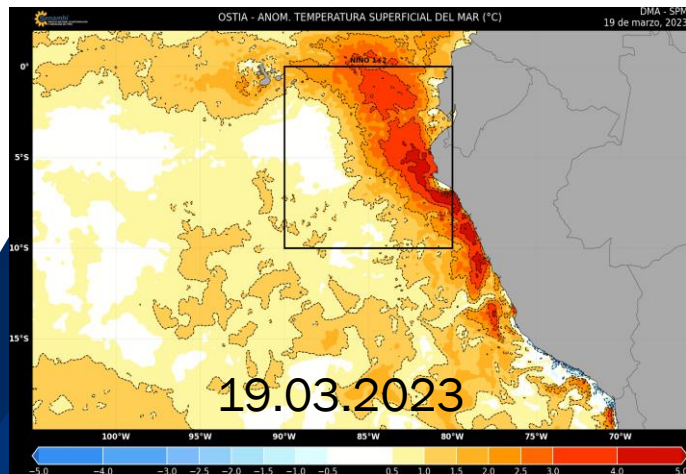 senamhi
OSTIA - ANOM. TEMPERATURA SUPERFICIAL DEL MAR (°C)
DMA - SPM
19 de marzo, 2023
NIÑO 1+2
0°
5°S
10°S
15°S
19.03.2023
100°W 95°W 90°W 85°W 80°W 75°W 70°W
−5.0 −4.0 −3.0 −2.5 −2.0 −1.5 −1.0 −0.5 0.5 1.0 1.5 2.0 2.5 3.0 4.0 5.0